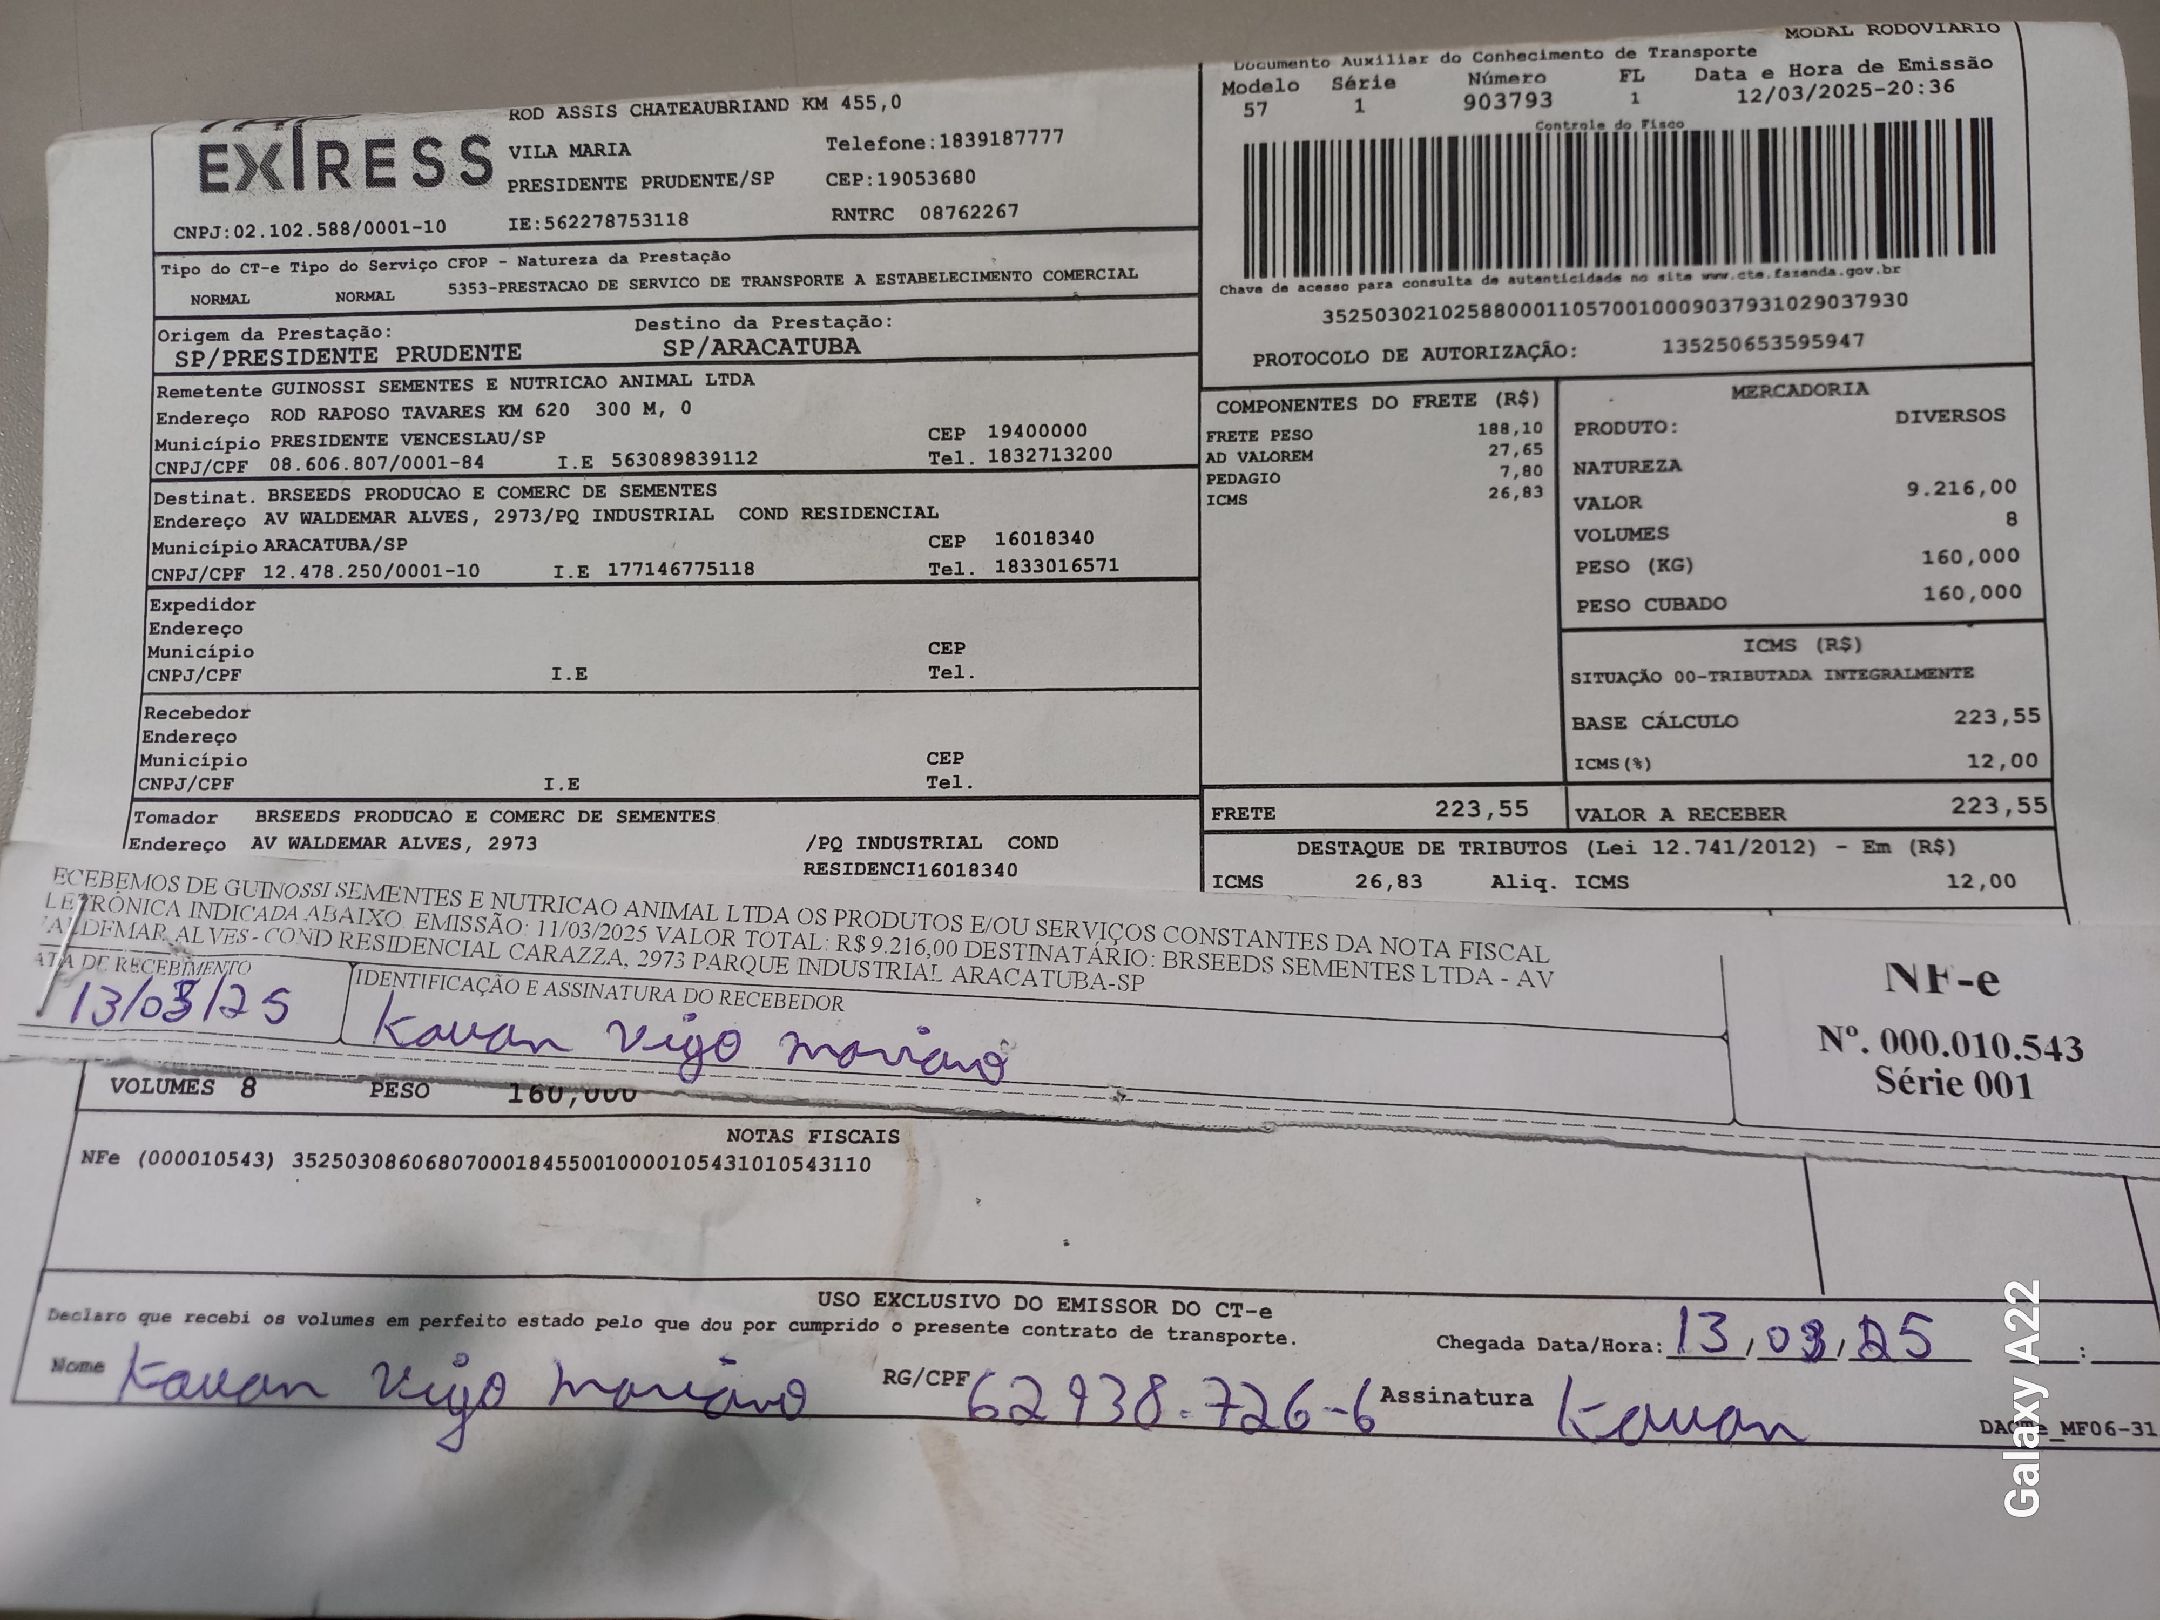 MODAL RODOVIARIO
Documento Auxiliar do Conhecimento de Transporte
Modelo Série Número FL Data e Hora de Emissão
57 1 903793 1 12/03/2025-20:36
Controle do Fisco
Chave de acesso para consulta de autenticidade no site www.cte.fazenda.gov.br
35250302102588000110570010009037931029037930
PROTOCOLO DE AUTORIZAÇÃO: 135250653595947
EXPRESS
ROD ASSIS CHATEAUBRIAND KM 455,0
VILA MARIA Telefone:1839187777
PRESIDENTE PRUDENTE/SP CEP:19053680
CNPJ:02.102.588/0001-10 IE:562278753118 RNTRC 08762267
Tipo do CT-e Tipo do Serviço CFOP - Natureza da Prestação
NORMAL NORMAL 5353-PRESTACAO DE SERVICO DE TRANSPORTE A ESTABELECIMENTO COMERCIAL
Origem da Prestação: Destino da Prestação:
SP/PRESIDENTE PRUDENTE SP/ARACATUBA
Remetente GUINOSSI SEMENTES E NUTRICAO ANIMAL LTDA
Endereço ROD RAPOSO TAVARES KM 620 300 M, 0
Município PRESIDENTE VENCESLAU/SP CEP 19400000
CNPJ/CPF 08.606.807/0001-84 I.E 563089839112 Tel. 1832713200
Destinat. BRSEEDS PRODUCAO E COMERC DE SEMENTES
Endereço AV WALDEMAR ALVES, 2973/PQ INDUSTRIAL COND RESIDENCIAL
Município ARACATUBA/SP CEP 16018340
CNPJ/CPF 12.478.250/0001-10 I.E 177146775118 Tel. 1833016571
Expedidor
Endereço
Município CEP
CNPJ/CPF I.E Tel.
Recebedor
Endereço
Município CEP
CNPJ/CPF I.E Tel.
Tomador BRSEEDS PRODUCAO E COMERC DE SEMENTES
Endereço AV WALDEMAR ALVES, 2973 /PQ INDUSTRIAL COND
RESIDENCI16018340
COMPONENTES DO FRETE (R$)
FRETE PESO 188,10
AD VALOREM 27,65
PEDAGIO 7,80
ICMS 26,83
MERCADORIA
PRODUTO: DIVERSOS
NATUREZA
VALOR 9.216,00
VOLUMES 8
PESO (KG) 160,000
PESO CUBADO 160,000
ICMS (R$)
SITUAÇÃO 00-TRIBUTADA INTEGRALMENTE
BASE CÁLCULO 223,55
ICMS(%) 12,00
FRETE 223,55 VALOR A RECEBER 223,55
DESTAQUE DE TRIBUTOS (Lei 12.741/2012) - Em (R$)
ICMS 26,83 Aliq. ICMS 12,00
ECEBEMOS DE GUINOSSI SEMENTES E NUTRICAO ANIMAL LTDA OS PRODUTOS E/OU SERVIÇOS CONSTANTES DA NOTA FISCAL
LETRÔNICA INDICADA ABAIXO. EMISSÃO: 11/03/2025 VALOR TOTAL: R$ 9.216,00 DESTINATÁRIO: BRSEEDS SEMENTES LTDA - AV
ALDEMAR ALVES - COND RESIDENCIAL CARAZZA, 2973 PARQUE INDUSTRIAL ARACATUBA-SP
ATA DE RECEBIMENTO IDENTIFICAÇÃO E ASSINATURA DO RECEBEDOR
13/03/25 Kauan Vigo Mariano
NF-e
Nº. 000.010.543
Série 001
VOLUMES 8 PESO 160,000
NOTAS FISCAIS
NFe (000010543) 35250308606807000184550010000105431010543110
USO EXCLUSIVO DO EMISSOR DO CT-e
Declaro que recebi os volumes em perfeito estado pelo que dou por cumprido o presente contrato de transporte.
Chegada Data/Hora: 13/03/25 :
Nome Kauan Vigo Mariano RG/CPF 62938.726-6 Assinatura Kauan
_MF06-31
Galaxy A22